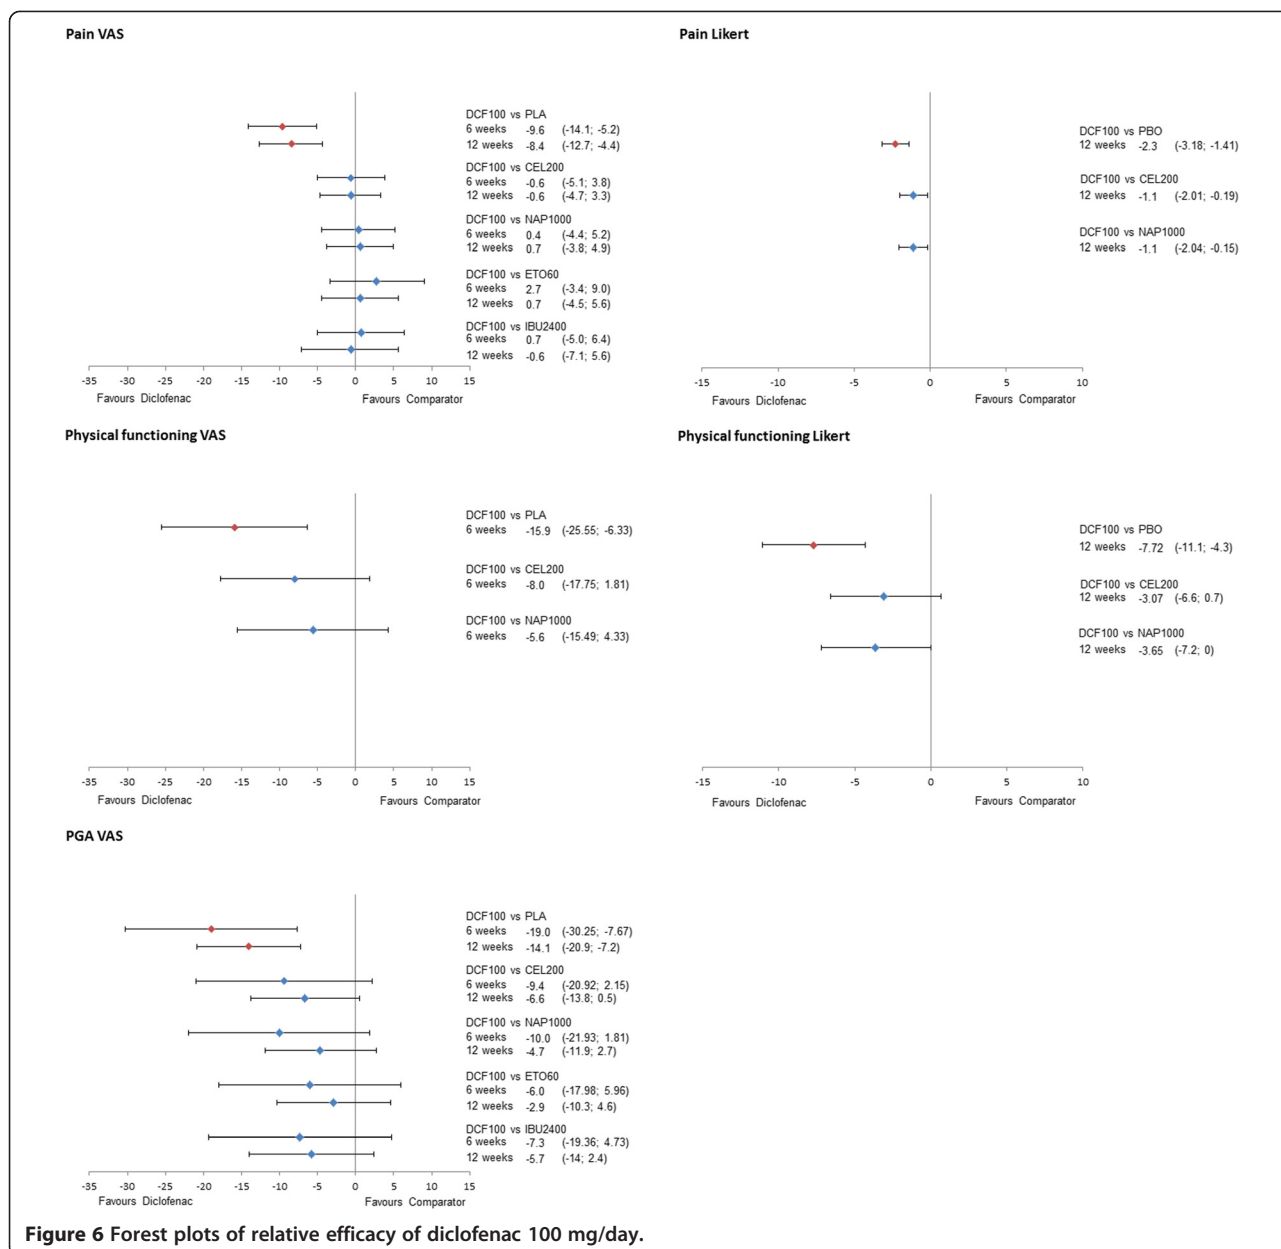 Pain VAS
DCF100 vs PLA
6 weeks -9.6 (-14.1; -5.2)
12 weeks -8.4 (-12.7; -4.4)
DCF100 vs CEL200
6 weeks -0.6 (-5.1; 3.8)
12 weeks -0.6 (-4.7; 3.3)
DCF100 vs NAP1000
6 weeks 0.4 (-4.4; 5.2)
12 weeks 0.7 (-3.8; 4.9)
DCF100 vs ETO60
6 weeks 2.7 (-3.4; 9.0)
12 weeks 0.7 (-4.5; 5.6)
DCF100 vs IBU2400
6 weeks 0.7 (-5.0; 6.4)
12 weeks -0.6 (-7.1; 5.6)
-35 -30 -25 -20 -15 -10 -5 0 5 10 15
Favours Diclofenac Favours Comparator
Pain Likert
DCF100 vs PBO
12 weeks -2.3 (-3.18; -1.41)
DCF100 vs CEL200
12 weeks -1.1 (-2.01; -0.19)
DCF100 vs NAP1000
12 weeks -1.1 (-2.04; -0.15)
-15 -10 -5 0 5 10
Favours Diclofenac Favours Comparator
Physical functioning VAS
DCF100 vs PLA
6 weeks -15.9 (-25.55; -6.33)
DCF100 vs CEL200
6 weeks -8.0 (-17.75; 1.81)
DCF100 vs NAP1000
6 weeks -5.6 (-15.49; 4.33)
-35 -30 -25 -20 -15 -10 -5 0 5 10 15
Favours Diclofenac Favours Comparator
Physical functioning Likert
DCF100 vs PBO
12 weeks -7.72 (-11.1; -4.3)
DCF100 vs CEL200
12 weeks -3.07 (-6.6; 0.7)
DCF100 vs NAP1000
12 weeks -3.65 (-7.2; 0)
-15 -10 -5 0 5 10
Favours Diclofenac Favours Comparator
PGA VAS
DCF100 vs PLA
6 weeks -19.0 (-30.25; -7.67)
12 weeks -14.1 (-20.9; -7.2)
DCF100 vs CEL200
6 weeks -9.4 (-20.92; 2.15)
12 weeks -6.6 (-13.8; 0.5)
DCF100 vs NAP1000
6 weeks -10.0 (-21.93; 1.81)
12 weeks -4.7 (-11.9; 2.7)
DCF100 vs ETO60
6 weeks -6.0 (-17.98; 5.96)
12 weeks -2.9 (-10.3; 4.6)
DCF100 vs IBU2400
6 weeks -7.3 (-19.36; 4.73)
12 weeks -5.7 (-14; 2.4)
-35 -30 -25 -20 -15 -10 -5 0 5 10 15
Favours Diclofenac Favours Comparator
Figure 6 Forest plots of relative efficacy of diclofenac 100 mg/day.